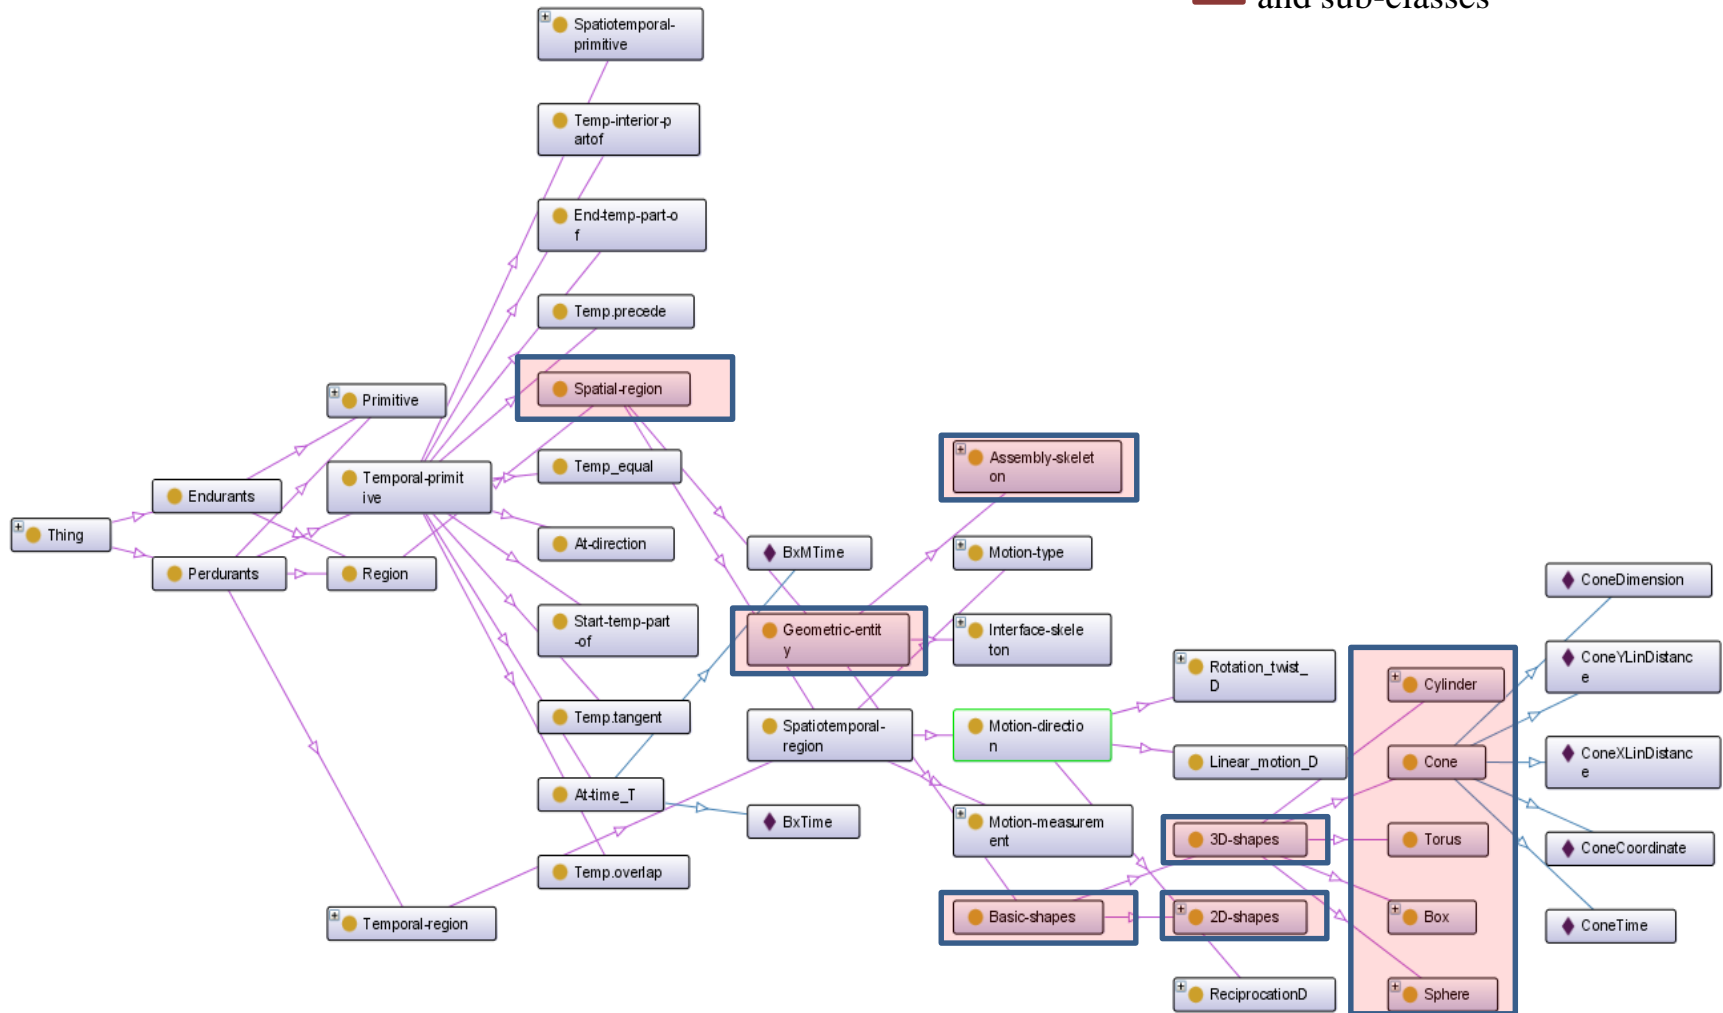 and sub-classes
Spatiotemporal-
primitive
Temp-interior-p
artof
End-temp-part-o
f
Temp.precede
Spatial-region
Primitive
Temporal-primit
ive
Temp_equal
Endurants
Thing
At-direction
Perdurants
Region
Start-temp-part
-of
Temp.tangent
At-time_T
Temp.overlap
Temporal-region
BxMTime
Geometric-entit
y
Spatiotemporal-
region
BxTime
Assembly-skelet
on
Motion-type
Interface-skele
ton
Motion-directio
n
Motion-measurem
ent
Basic-shapes
Rotation_twist_
D
Linear_motion_D
3D-shapes
2D-shapes
ReciprocationD
Cylinder
Cone
Torus
Box
Sphere
ConeDimension
ConeYLinDistanc
e
ConeXLinDistanc
e
ConeCoordinate
ConeTime